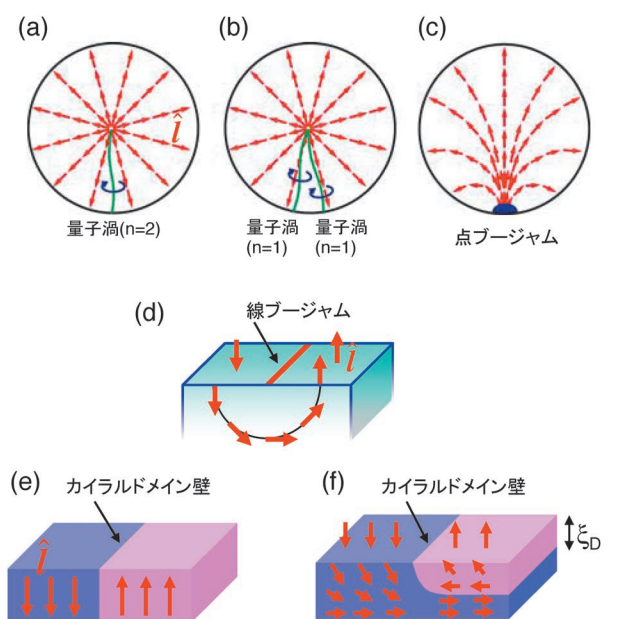 (a)
(b)
(c)
l̂
量子渦(n=2)
量子渦 量子渦
(n=1) (n=1)
点ブージャム
(d)
線ブージャム
l̂
(e)
カイラルドメイン壁
l̂
(f)
カイラルドメイン壁
ξD